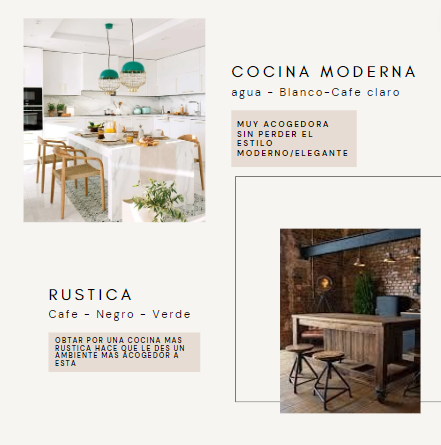 COCINA MODERNA
agua - Blanco-Cafe claro
MUY ACOGEDORA
SIN PERDER EL
ESTILO
MODERNO/ELEGANTE
RUSTICA
Cafe - Negro - Verde
OBTAR POR UNA COCINA MAS
RUSTICA HACE QUE LE DES UN
AMBIENTE MAS ACOGEDOR A
ESTA